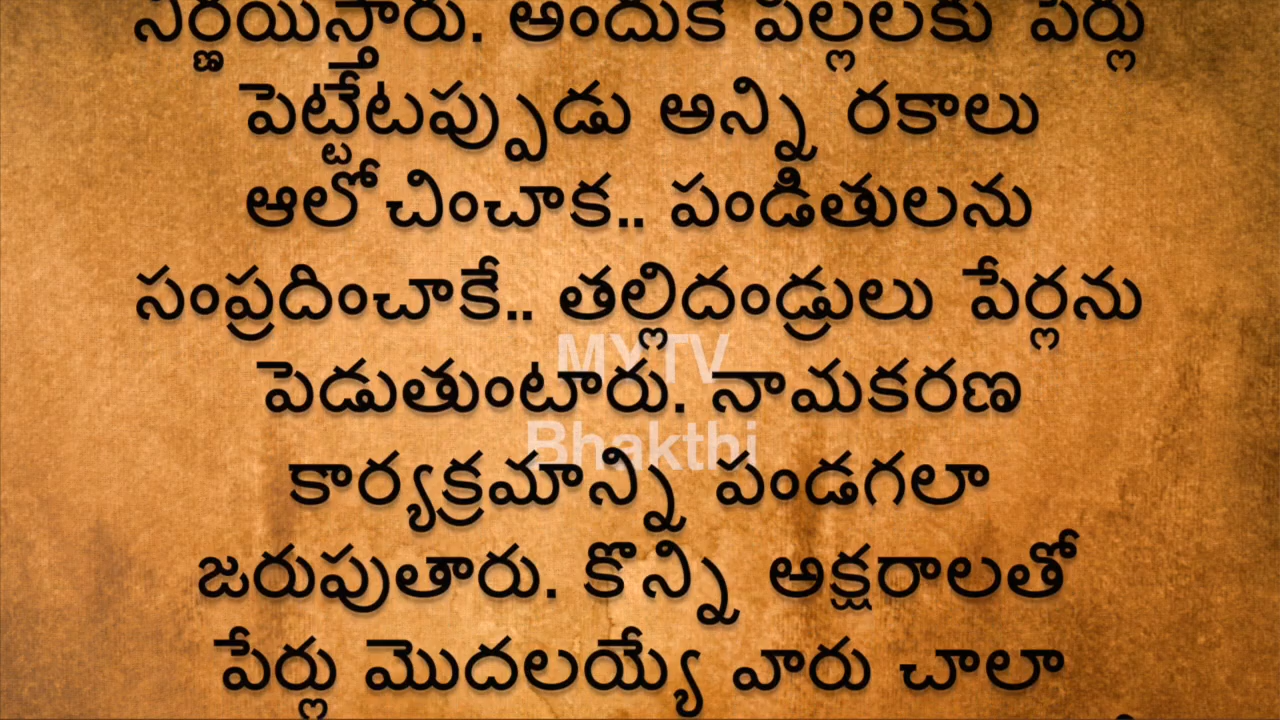 నిర్ణయిస్తారు. అందుకే పిల్లలకు పేర్లు
పెట్టేటప్పుడు అన్ని రకాలు
ఆలోచించాక.. పండితులను
సంప్రదించాకే.. తల్లిదండ్రులు పేర్లను
MYTV
పెడుతుంటారు. నామకరణ
Bhakthi
కార్యక్రమాన్ని పండగలా
జరుపుతారు. కొన్ని అక్షరాలతో
పేర్లు మొదలయ్యే వారు చాలా